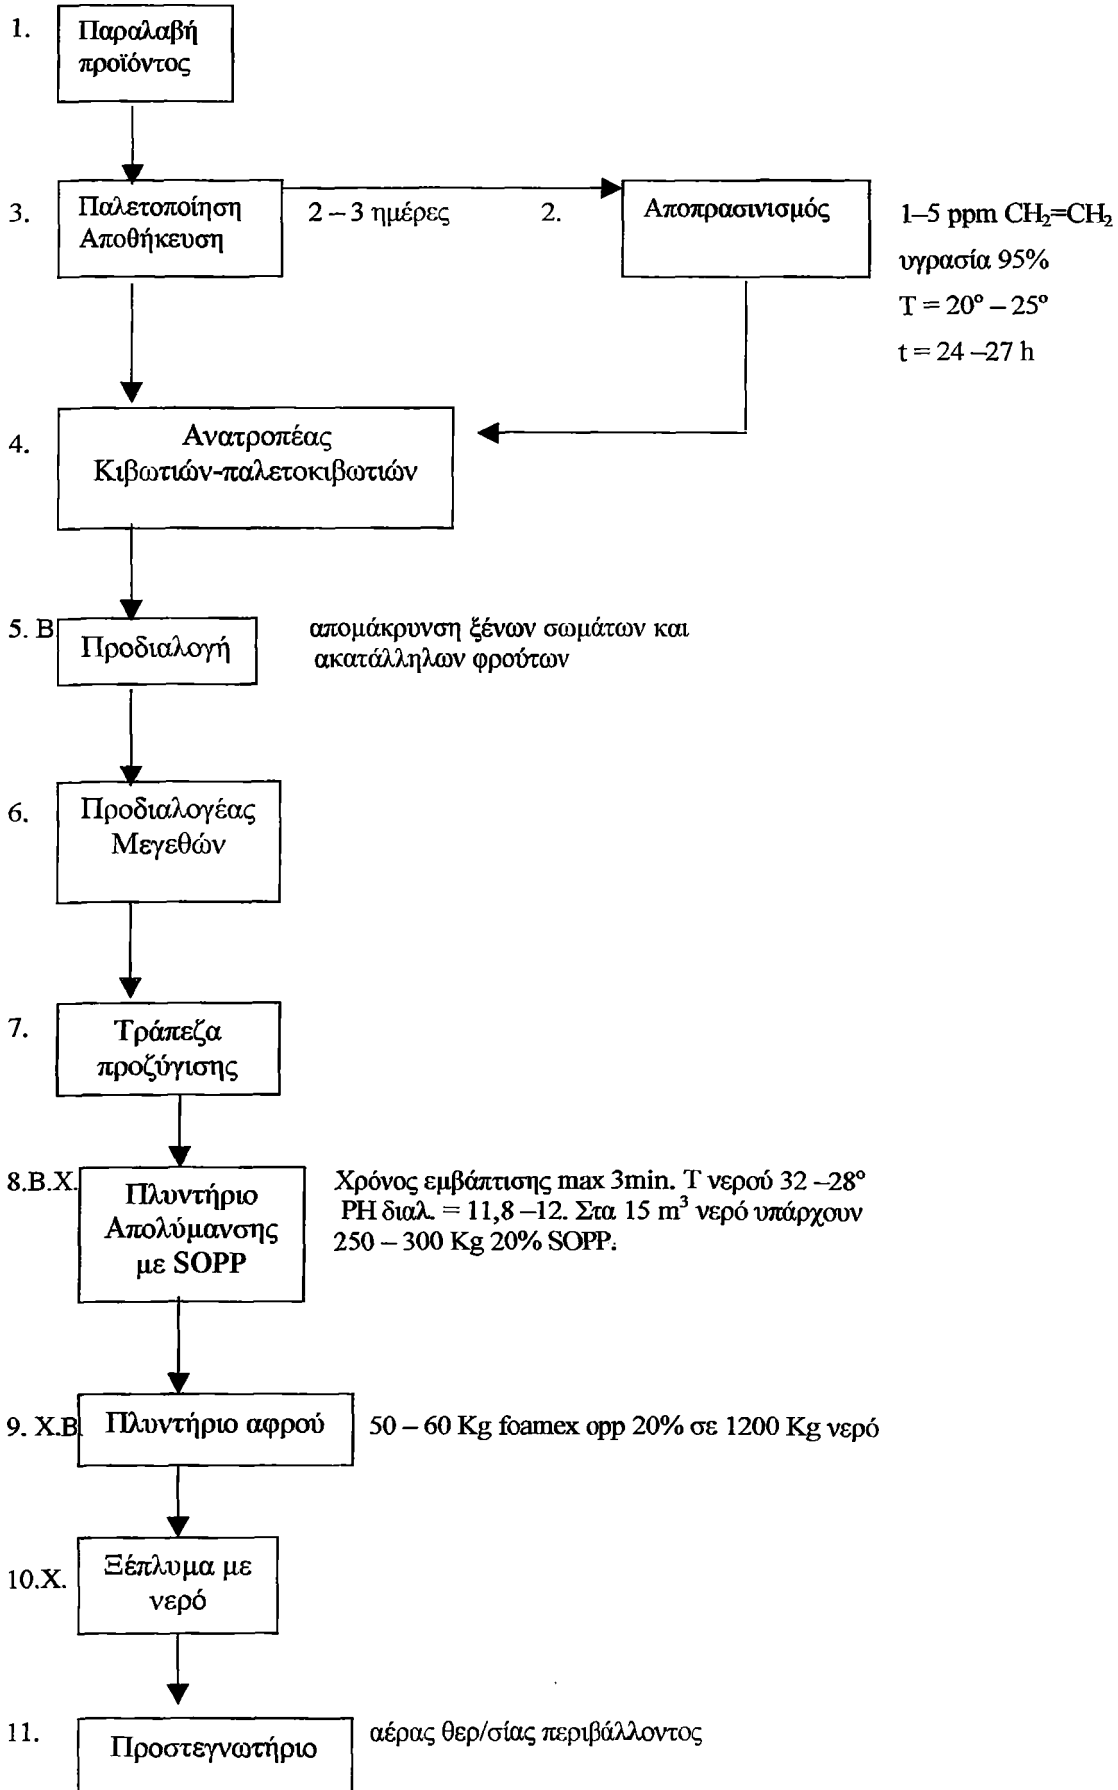 1.
Παραλαβή
προϊόντος
3.
Παλετοποίηση
Αποθήκευση
2 – 3 ημέρες
2.
Αποπρασινισμός
1–5 ppm CH₂=CH₂
υγρασία 95%
T = 20° – 25°
t = 24 –27 h
4.
Ανατροπέας
Κιβωτιών-παλετοκιβωτιών
5. B
Προδιαλογή
απομάκρυνση ξένων σωμάτων και
ακατάλληλων φρούτων
6.
Προδιαλογέας
Μεγεθών
7.
Τράπεζα
προζύγισης
8.B.X.
Πλυντήριο
Απολύμανσης
με SOPP
Χρόνος εμβάπτισης max 3min. T νερού 32 –28°
PH διαλ. = 11,8 –12. Στα 15 m³ νερό υπάρχουν
250 – 300 Kg 20% SOPP.
9. X.B
Πλυντήριο αφρού
50 – 60 Kg foamex opp 20% σε 1200 Kg νερό
10.X.
Ξέπλυμα με
νερό
11.
Προστεγνωτήριο
αέρας θερ/σίας περιβάλλοντος